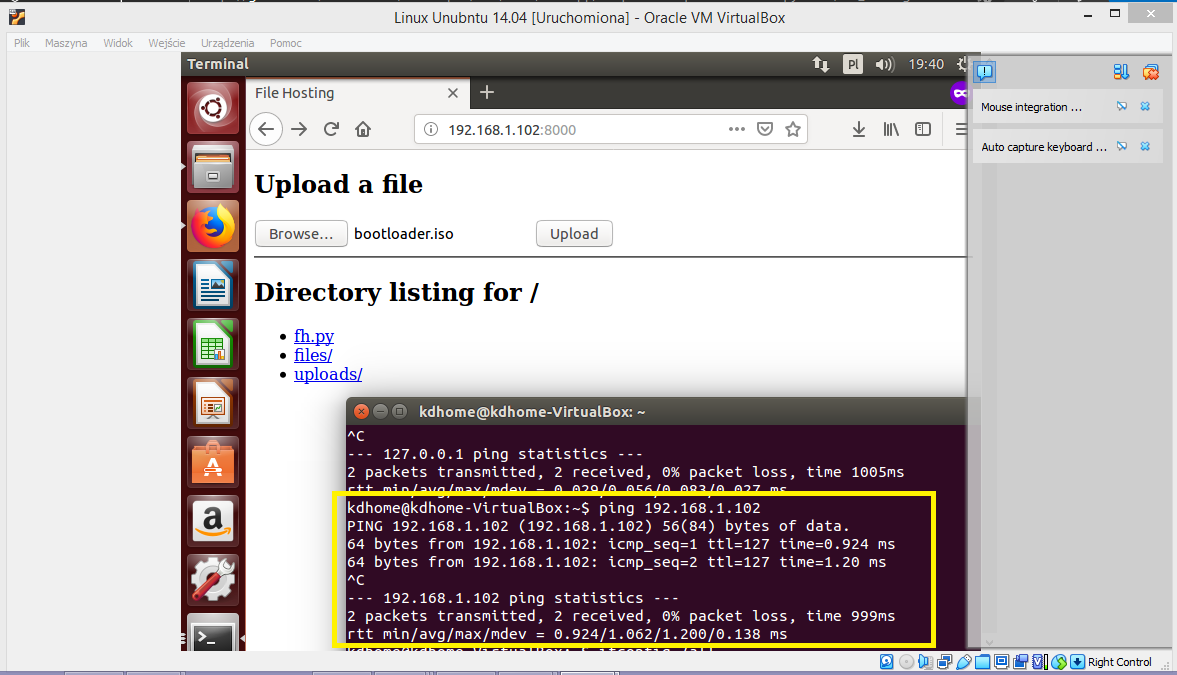 Linux Unubntu 14.04 [Uruchomiona] - Oracle VM VirtualBox
Plik Maszyna Widok Wejście Urządzenia Pomoc
Terminal
Pl
19:40
File Hosting
192.168.1.102:8000
Mouse integration ...
Auto capture keyboard ...
Upload a file
Browse... bootloader.iso Upload
Directory listing for /
fh.py
files/
uploads/
kdhome@kdhome-VirtualBox: ~
^C
--- 127.0.0.1 ping statistics ---
2 packets transmitted, 2 received, 0% packet loss, time 1005ms
rtt min/avg/max/mdev = 0.029/0.056/0.083/0.027 ms
kdhome@kdhome-VirtualBox:~$ ping 192.168.1.102
PING 192.168.1.102 (192.168.1.102) 56(84) bytes of data.
64 bytes from 192.168.1.102: icmp_seq=1 ttl=127 time=0.924 ms
64 bytes from 192.168.1.102: icmp_seq=2 ttl=127 time=1.20 ms
^C
--- 192.168.1.102 ping statistics ---
2 packets transmitted, 2 received, 0% packet loss, time 999ms
rtt min/avg/max/mdev = 0.924/1.062/1.200/0.138 ms
Right Control